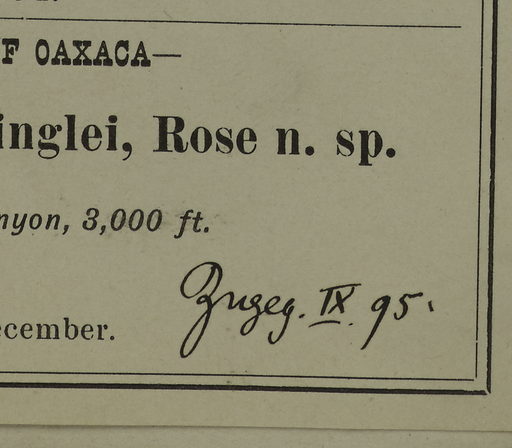 F OAXACA—
inglei, Rose n. sp.
nyon, 3,000 ft.
Zugeg. IX. 95.
ecember.